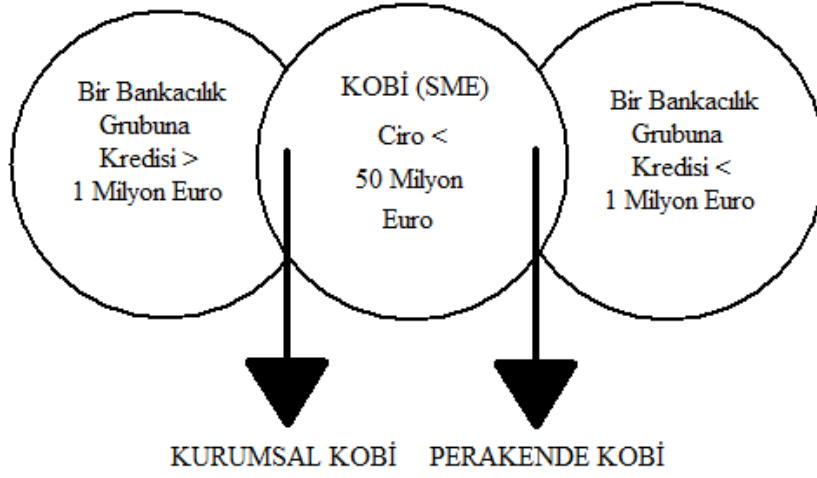 Bir Bankacılık
Grubuna
Kredisi >
1 Milyon Euro
KOBİ (SME)
Ciro <
50 Milyon
Euro
Bir Bankacılık
Grubuna
Kredisi <
1 Milyon Euro
KURUMSAL KOBİ
PERAKENDE KOBİ